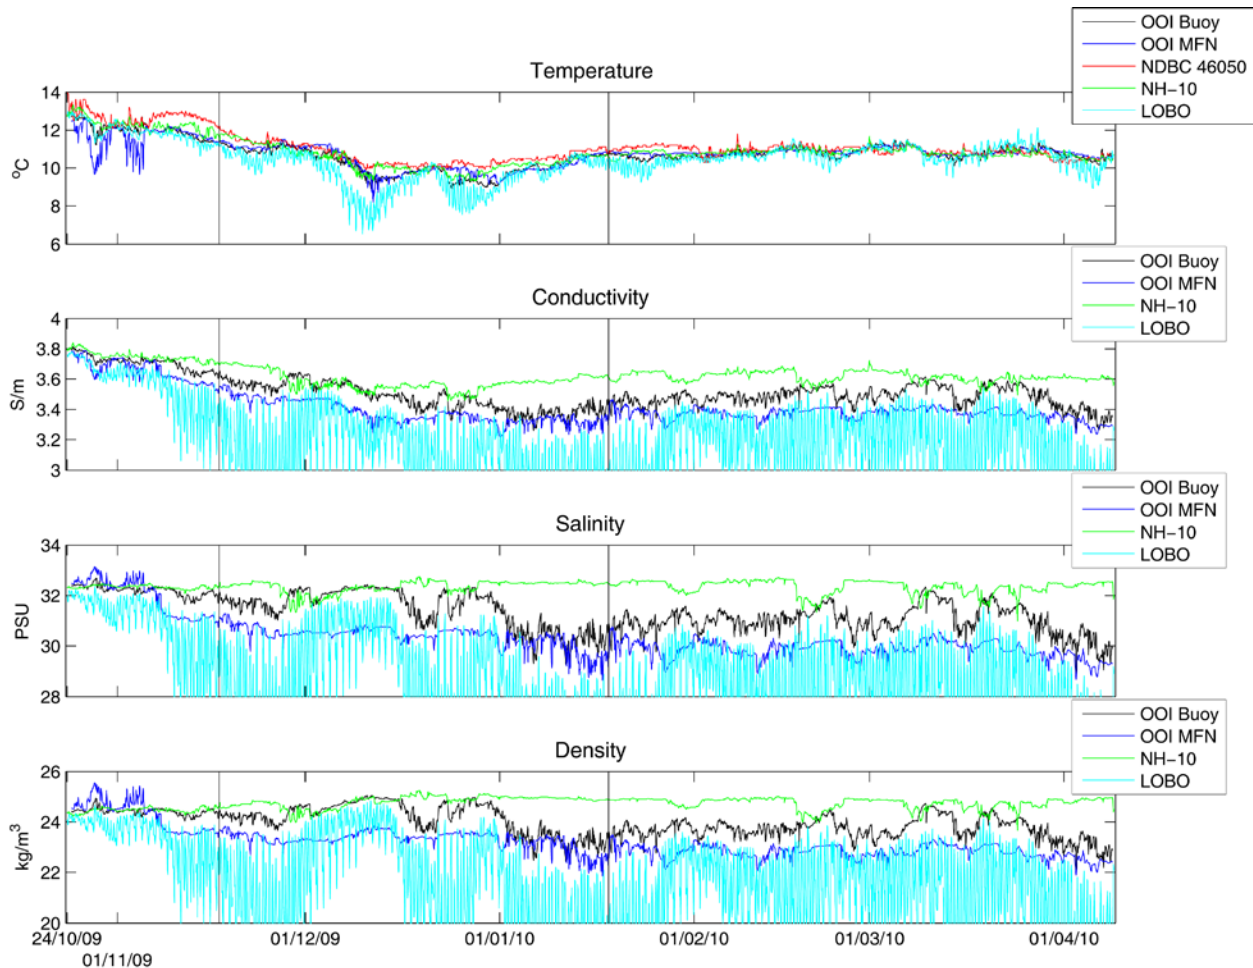 OOI Buoy
OOI MFN
NDBC 46050
NH-10
LOBO
Temperature
14
12
10
8
6
°C
OOI Buoy
OOI MFN
NH-10
LOBO
Conductivity
4
3.8
3.6
3.4
3.2
3
S/m
OOI Buoy
OOI MFN
NH-10
LOBO
Salinity
34
32
30
28
PSU
OOI Buoy
OOI MFN
NH-10
LOBO
Density
26
24
22
20
kg/m³
24/10/09 01/12/09 01/01/10 01/02/10 01/03/10 01/04/10
01/11/09